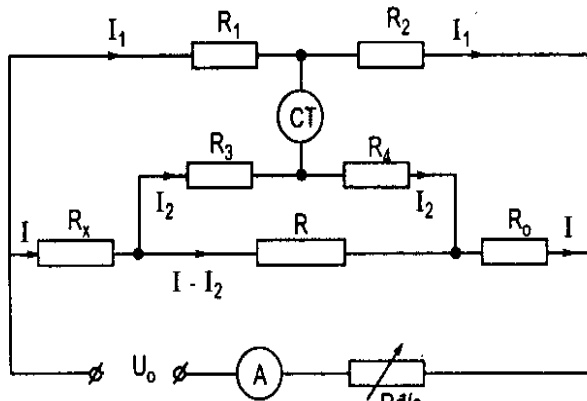 I₁ R₁ R₂ I₁
CT
R₃ R₄
I₂ I₂
I Rₓ R R₀ I
I - I₂
U₀ A